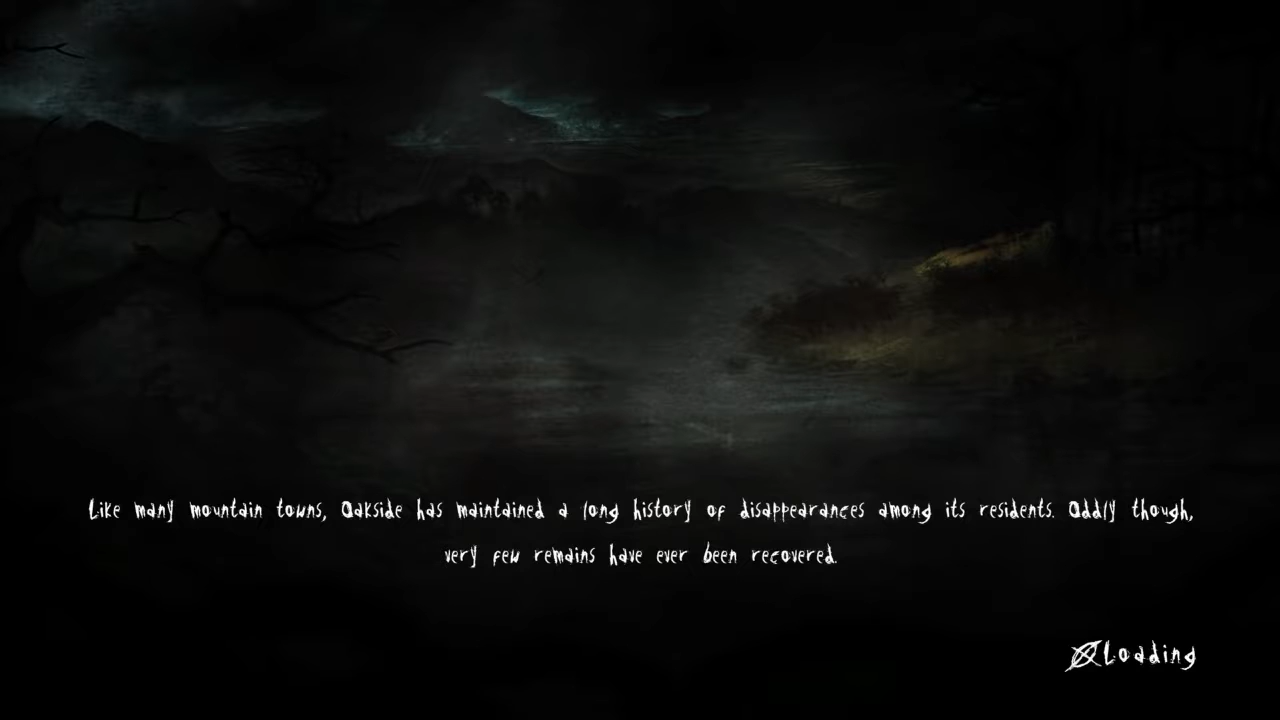 Like many mountain towns, Oakside has maintained a long history of disappearances among its residents. Oddly though,
very few remains have ever been recovered.
Loading